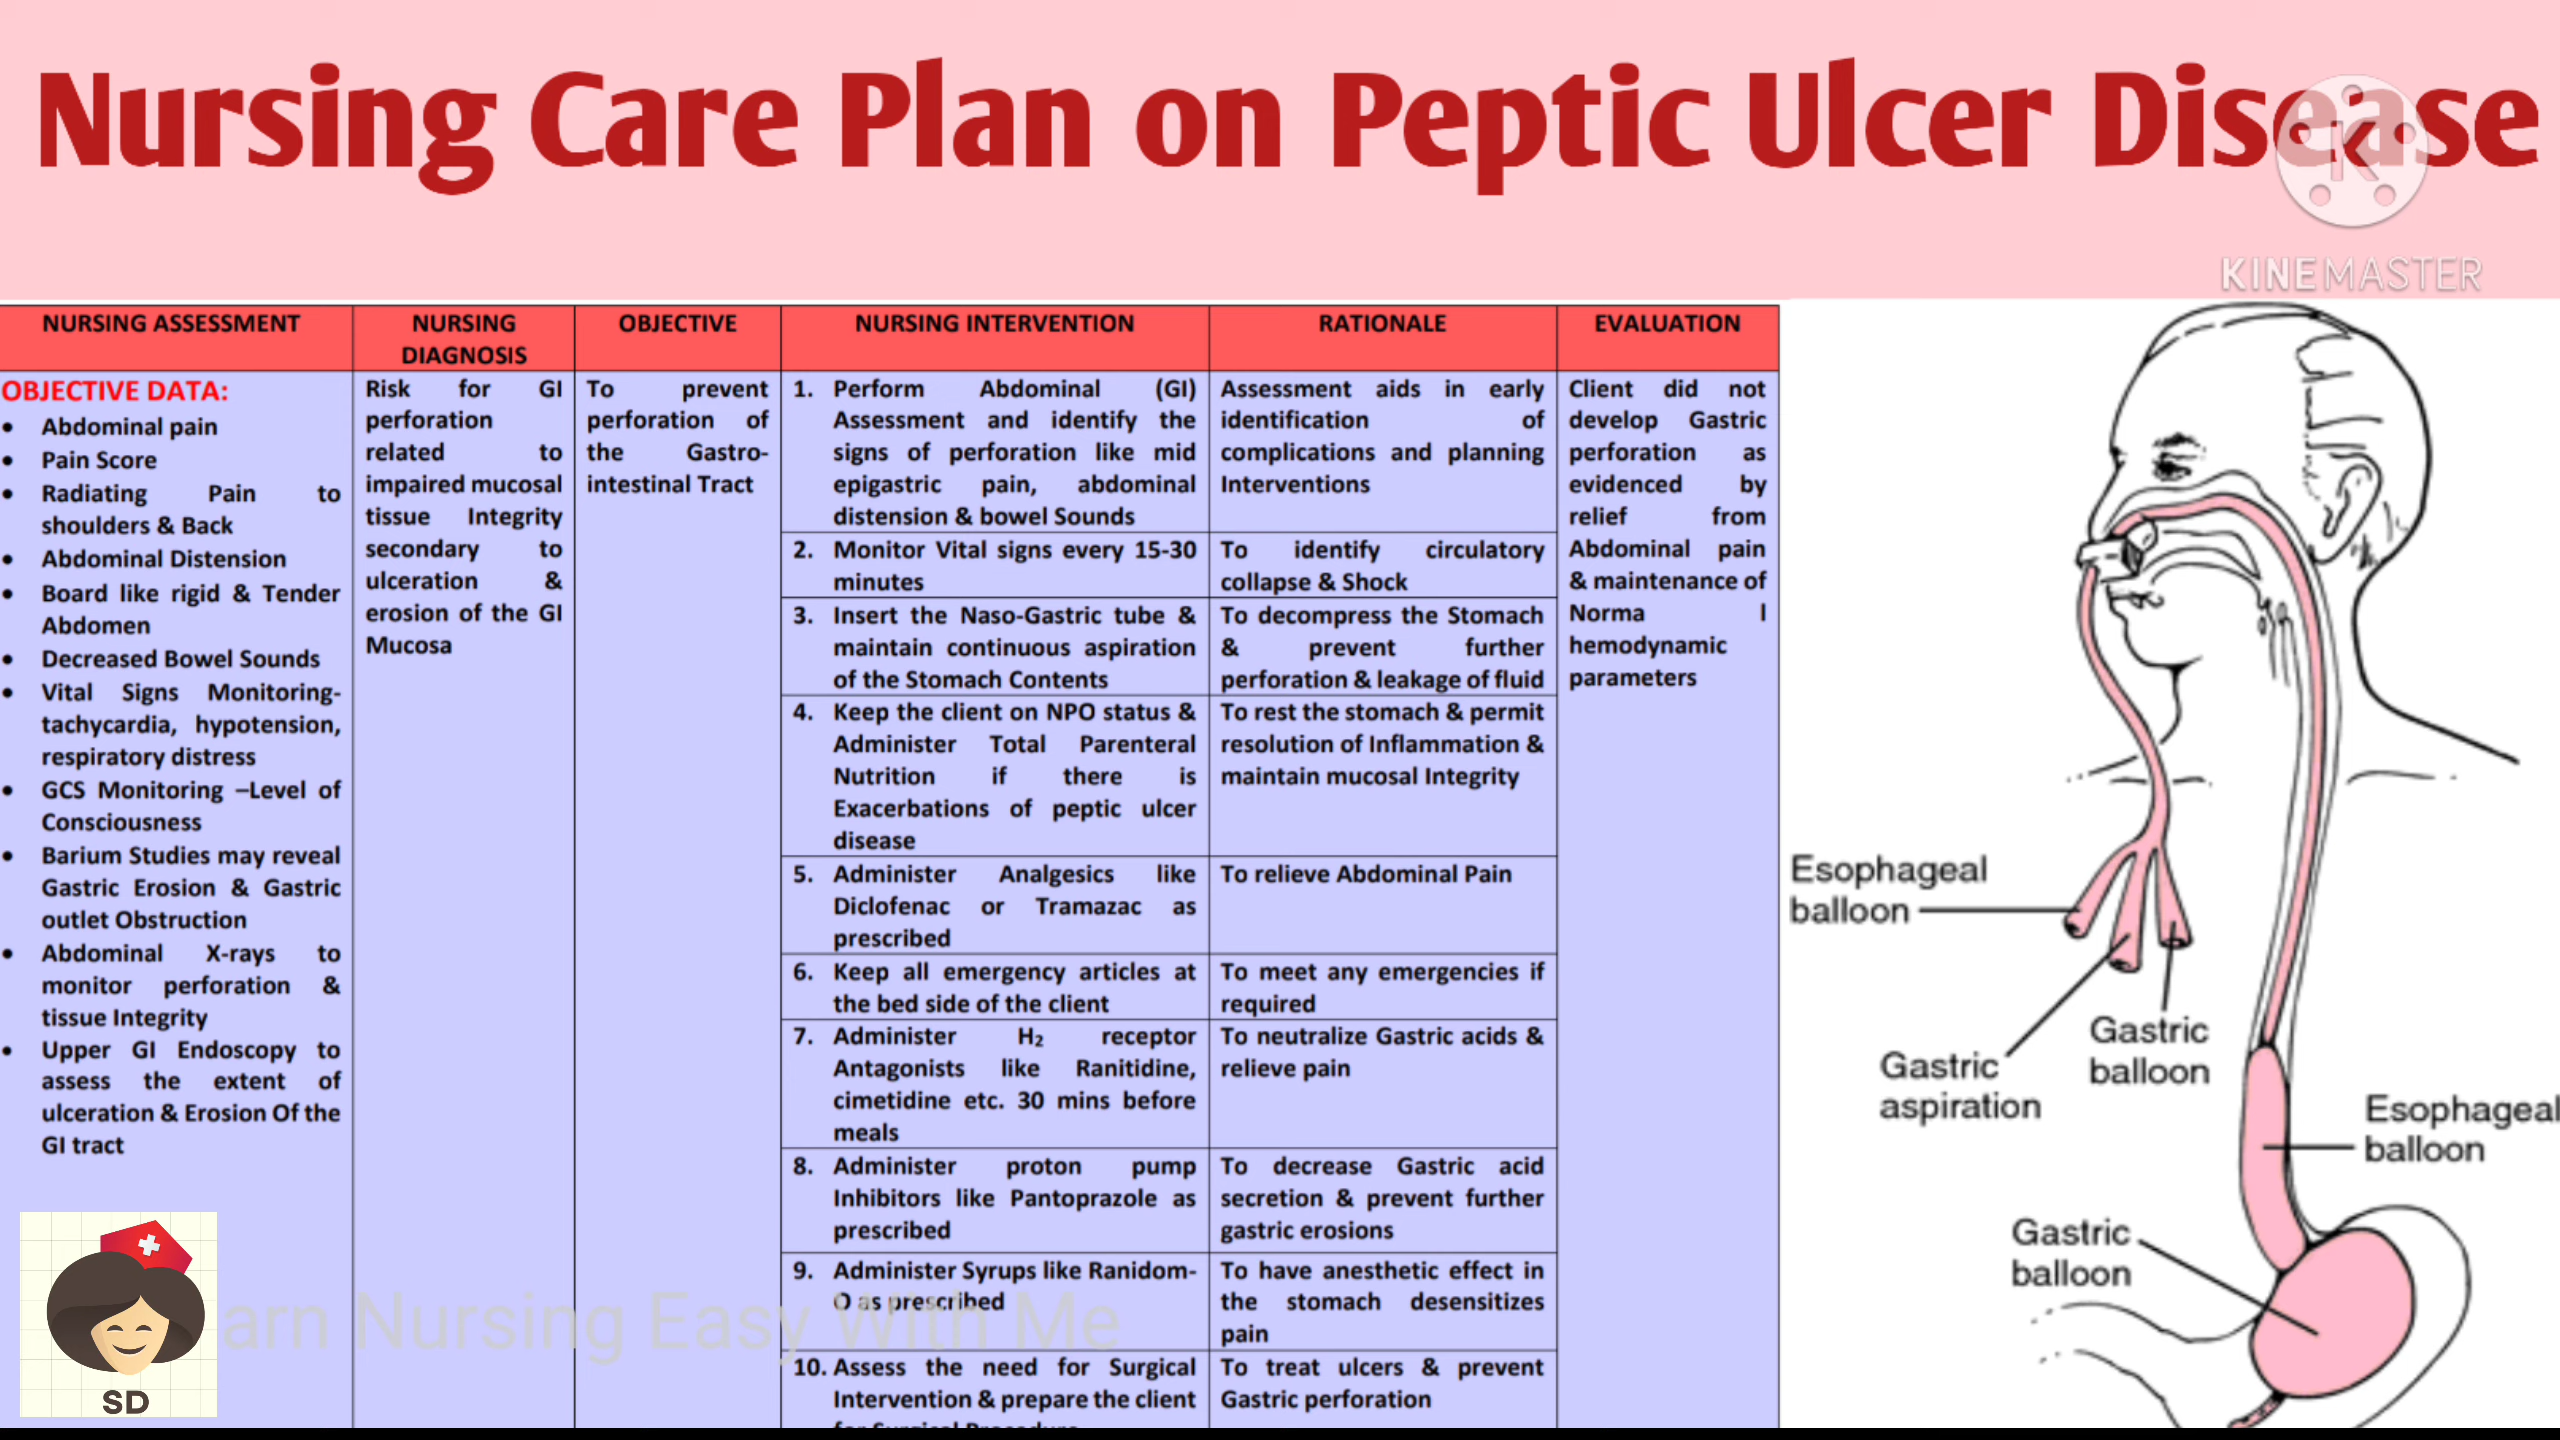 Nursing Care Plan on Peptic Ulcer Disease
KINEMASTER
NURSING ASSESSMENT
OBJECTIVE DATA:
• Abdominal pain
• Pain Score
• Radiating Pain to
shoulders & Back
• Abdominal Distension
• Board like rigid & Tender
Abdomen
• Decreased Bowel Sounds
• Vital Signs Monitoring-
tachycardia, hypotension,
respiratory distress
• GCS Monitoring –Level of
Consciousness
• Barium Studies may reveal
Gastric Erosion & Gastric
outlet Obstruction
• Abdominal X-rays to
monitor perforation &
tissue Integrity
• Upper GI Endoscopy to
assess the extent of
ulceration & Erosion Of the
GI tract
NURSING
DIAGNOSIS
Risk for GI
perforation
related to
impaired mucosal
tissue Integrity
secondary to
ulceration &
erosion of the GI
Mucosa
OBJECTIVE
To prevent
perforation of
the Gastro-
intestinal Tract
NURSING INTERVENTION
RATIONALE
1. Perform Abdominal (GI)
Assessment and identify the
signs of perforation like mid
epigastric pain, abdominal
distension & bowel Sounds
Assessment aids in early
identification of
complications and planning
Interventions
2. Monitor Vital signs every 15-30
minutes
To identify circulatory
collapse & Shock
3. Insert the Naso-Gastric tube &
maintain continuous aspiration
of the Stomach Contents
To decompress the Stomach
& prevent further
perforation & leakage of fluid
4. Keep the client on NPO status &
Administer Total Parenteral
Nutrition if there is
Exacerbations of peptic ulcer
disease
To rest the stomach & permit
resolution of Inflammation &
maintain mucosal Integrity
5. Administer Analgesics like
Diclofenac or Tramazac as
prescribed
To relieve Abdominal Pain
6. Keep all emergency articles at
the bed side of the client
To meet any emergencies if
required
7. Administer H₂ receptor
Antagonists like Ranitidine,
cimetidine etc. 30 mins before
meals
To neutralize Gastric acids &
relieve pain
8. Administer proton pump
Inhibitors like Pantoprazole as
prescribed
To decrease Gastric acid
secretion & prevent further
gastric erosions
9. Administer Syrups like Ranidom-
O as prescribed
To have anesthetic effect in
the stomach desensitizes
pain
10. Assess the need for Surgical
Intervention & prepare the client
for Surgical Procedure
To treat ulcers & prevent
Gastric perforation
EVALUATION
Client did not
develop Gastric
perforation as
evidenced by
relief from
Abdominal pain
& maintenance of
Norma l
hemodynamic
parameters
Esophageal
balloon
Gastric
aspiration
Gastric
balloon
Esophageal
balloon
Gastric
balloon
SD
arn Nursing Easy With Me